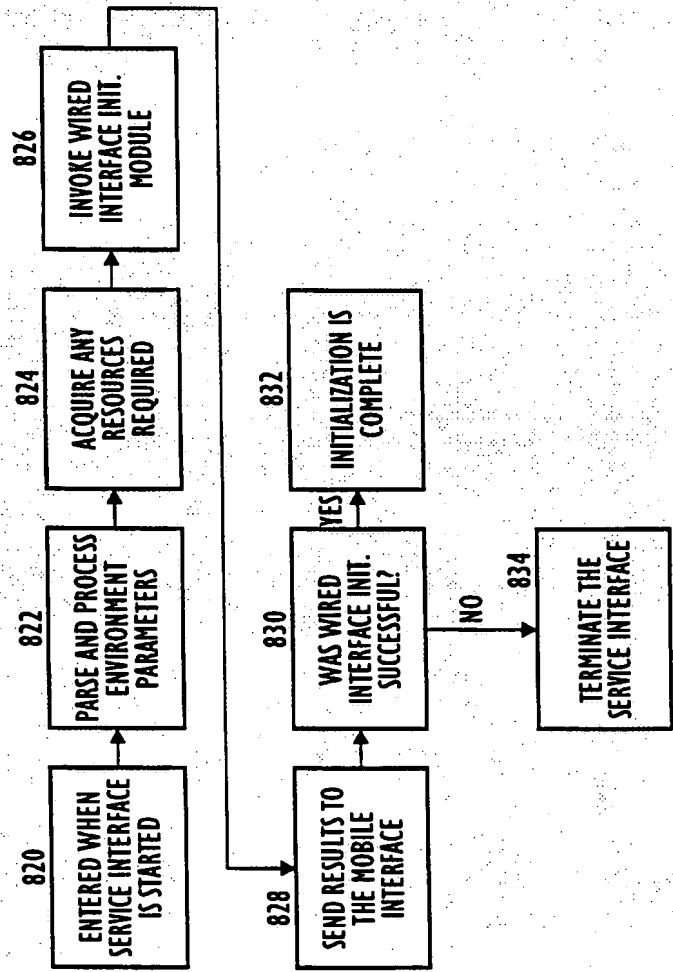 820
ENTERED WHEN
SERVICE INTERFACE
IS STARTED
822
PARSE AND PROCESS
ENVIRONMENT
PARAMETERS
824
ACQUIRE ANY
RESOURCES
REQUIRED
826
INVOKE WIRED
INTERFACE INIT.
MODULE
828
SEND RESULTS TO
THE MOBILE
INTERFACE
830
WAS WIRED
INTERFACE INIT.
SUCCESSFUL?
YES
832
INITIALIZATION IS
COMPLETE
NO
834
TERMINATE THE
SERVICE INTERFACE